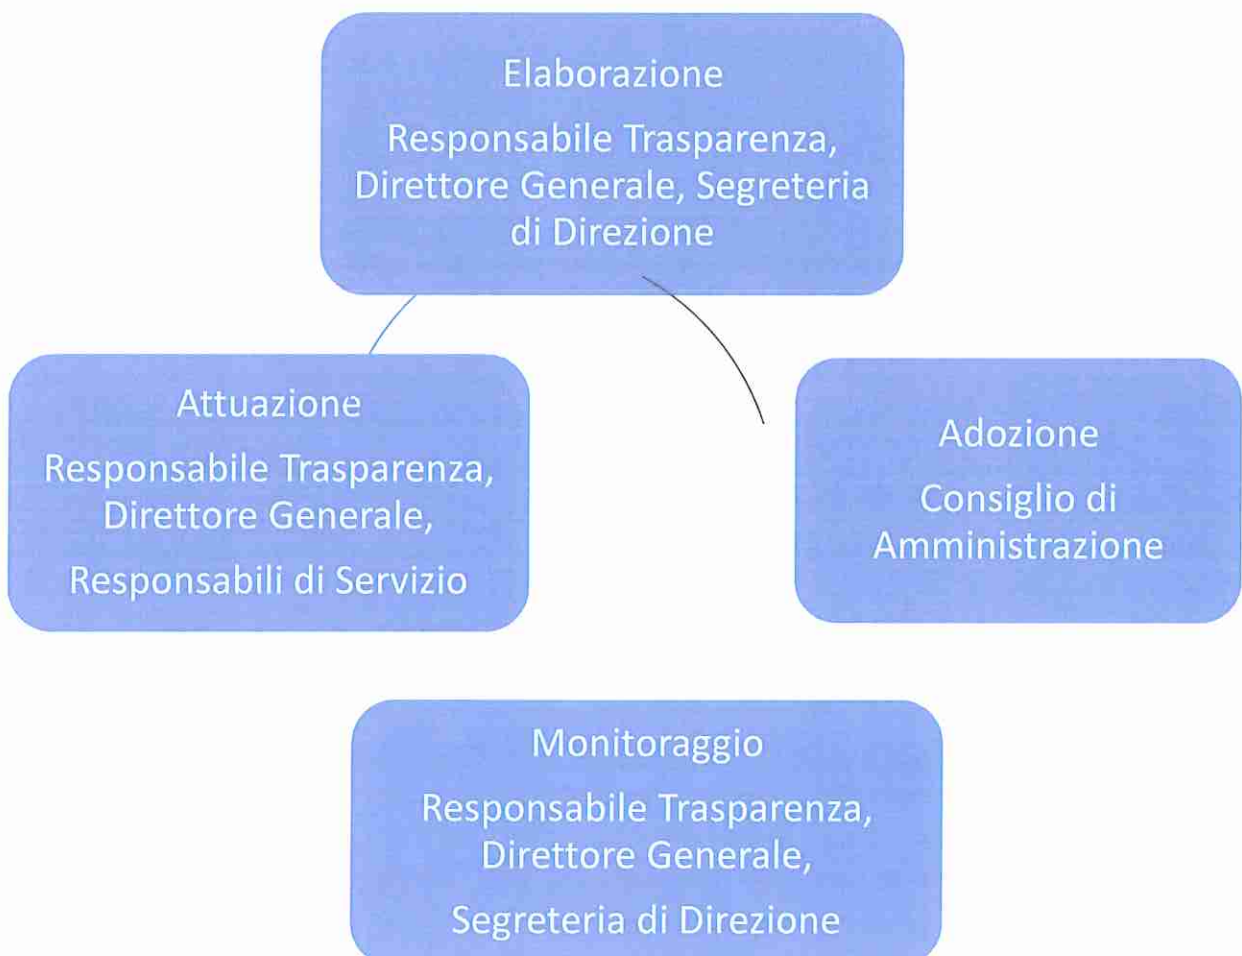 Elaborazione
Responsabile Trasparenza,
Direttore Generale, Segreteria
di Direzione
Attuazione
Responsabile Trasparenza,
Direttore Generale,
Responsabili di Servizio
Adozione
Consiglio di
Amministrazione
Monitoraggio
Responsabile Trasparenza,
Direttore Generale,
Segreteria di Direzione